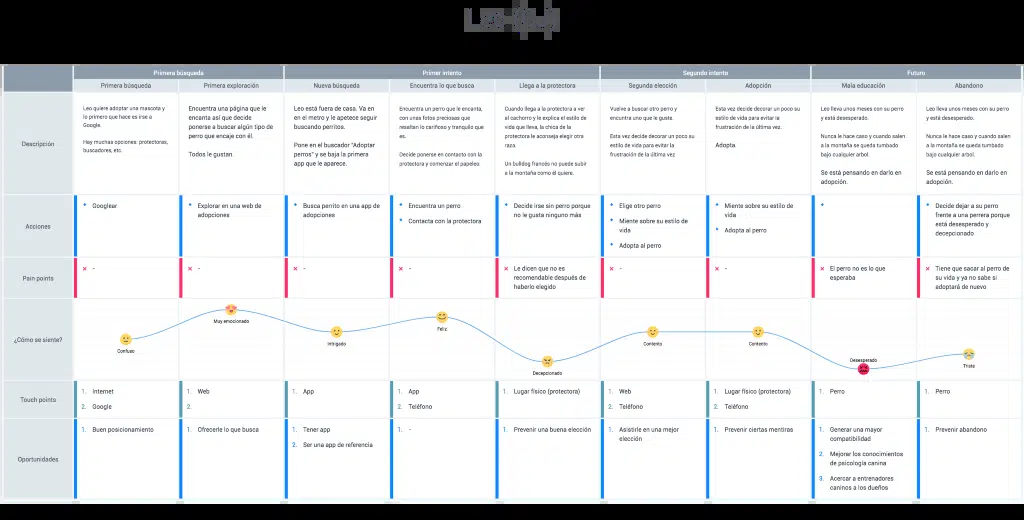 Primera búsqueda
Primer intento
Segundo intento
Futuro
Primera búsqueda
Primera exploración
Nueva búsqueda
Encuentra lo que busca
Llega a la protectora
Segunda elección
Adopción
Mala educación
Abandono
Descripción
Leo quiere adoptar una mascota y
lo primero que hace es irse a
Google.
Hay muchas opciones: protectoras,
buscadores, etc.
Encuentra una página que le
encanta así que decide
ponerse a buscar algún tipo de
perro que encaje con él.
Todos le gustan.
Leo está fuera de casa. Va en
en el metro y le apetece seguir
buscando perritos.
Pone en el buscador "Adoptar
perros" y se baja la primera
app que le aparece.
Encuentra un perro que le encanta,
con unas fotos preciosas que
resaltan lo cariñoso y tranquilo que
es.
Decide ponerse en contacto con la
protectora y comienza el papeleo.
Cuando llega a la protectora a ver
el cachorro y le explica el estilo de
vida que lleva, la chica de la
protectora le aconseja elegir otra
raza.
Un bulldog francés no puede subir
a la montaña como él quiere.
Vuelve a buscar otro perro y
encuentra uno que le gusta.
Esta vez decide decorar un poco su
estilo de vida para evitar la
frustración de la última vez
Esta vez decide decorar un poco su
estilo de vida para evitar la
frustración de la última vez.
Adopta.
Leo lleva unos meses con su perro
y está desesperado.
Nunca le hace caso y cuando salen
a la montaña se queda tumbado
bajo cualquier arbol.
Se está pensando en darlo en
adopción.
Leo lleva unos meses con su perro
y está desesperado.
Nunca le hace caso y cuando salen
a la montaña se queda tumbado
bajo cualquier arbol.
Se está pensando en darlo en
adopción.
Acciones
Googlear
Explorar en una web de
adopciones
Busca perrito en una app de
adopciones
Encuentra un perro
Contacta con la protectora
Decide irse sin perro porque
no le gusta ninguno más
Elige otro perro
Miente sobre su estilo de
vida
Adopta al perro
Miente sobre su estilo de
vida
Adopta al perro
Decide dejar a su perro
frente a una perrera porque
está desesperado y
decepcionado
Pain points
-
-
-
-
Le dicen que no es
recomendable después de
haberlo elegido
-
-
El perro no es lo que
esperaba
Tiene que sacar al perro de
su vida y ya no sabe si
adoptará de nuevo
¿Cómo se siente?
Confuso
Muy emocionado
Intrigado
Feliz
Decepcionado
Contento
Contento
Desesperado
Triste
Touch points
1. Internet
2. Google
1. Web
2.
1. App
1. App
2. Teléfono
1. Lugar físico (protectora)
1. Web
2. Teléfono
1. Lugar físico (protectora)
2. Teléfono
1. Perro
1. Perro
Oportunidades
1. Buen posicionamiento
1. Ofrecerle lo que busca
1. Tener app
2. Ser una app de referencia
1. -
1. Prevenir una buena elección
1. Asistirle en una mejor
elección
1. Prevenir ciertas mentiras
1. Generar una mayor
compatibilidad
2. Mejorar los conocimientos
de psicología canina
3. Acercar a entrenadores
caninos a los dueños
1. Prevenir abandono